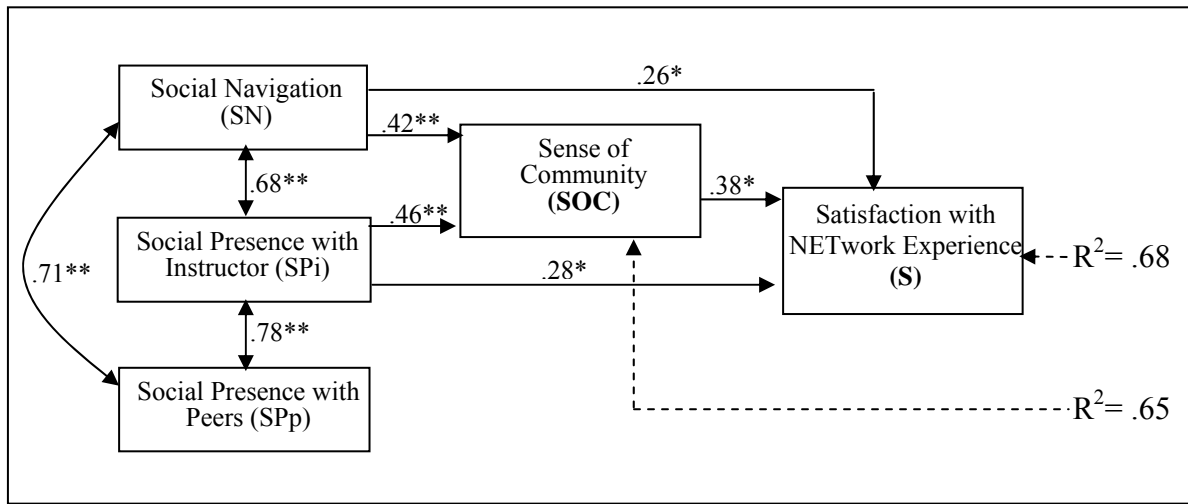 Social Navigation
(SN)
.26*
.42**
Sense of
Community
(SOC)
.38*
.68**
Satisfaction with
NETwork Experience
(S)
R²= .68
.46**
Social Presence with
Instructor (SPi)
.28*
.71**
.78**
Social Presence with
Peers (SPp)
R²= .65